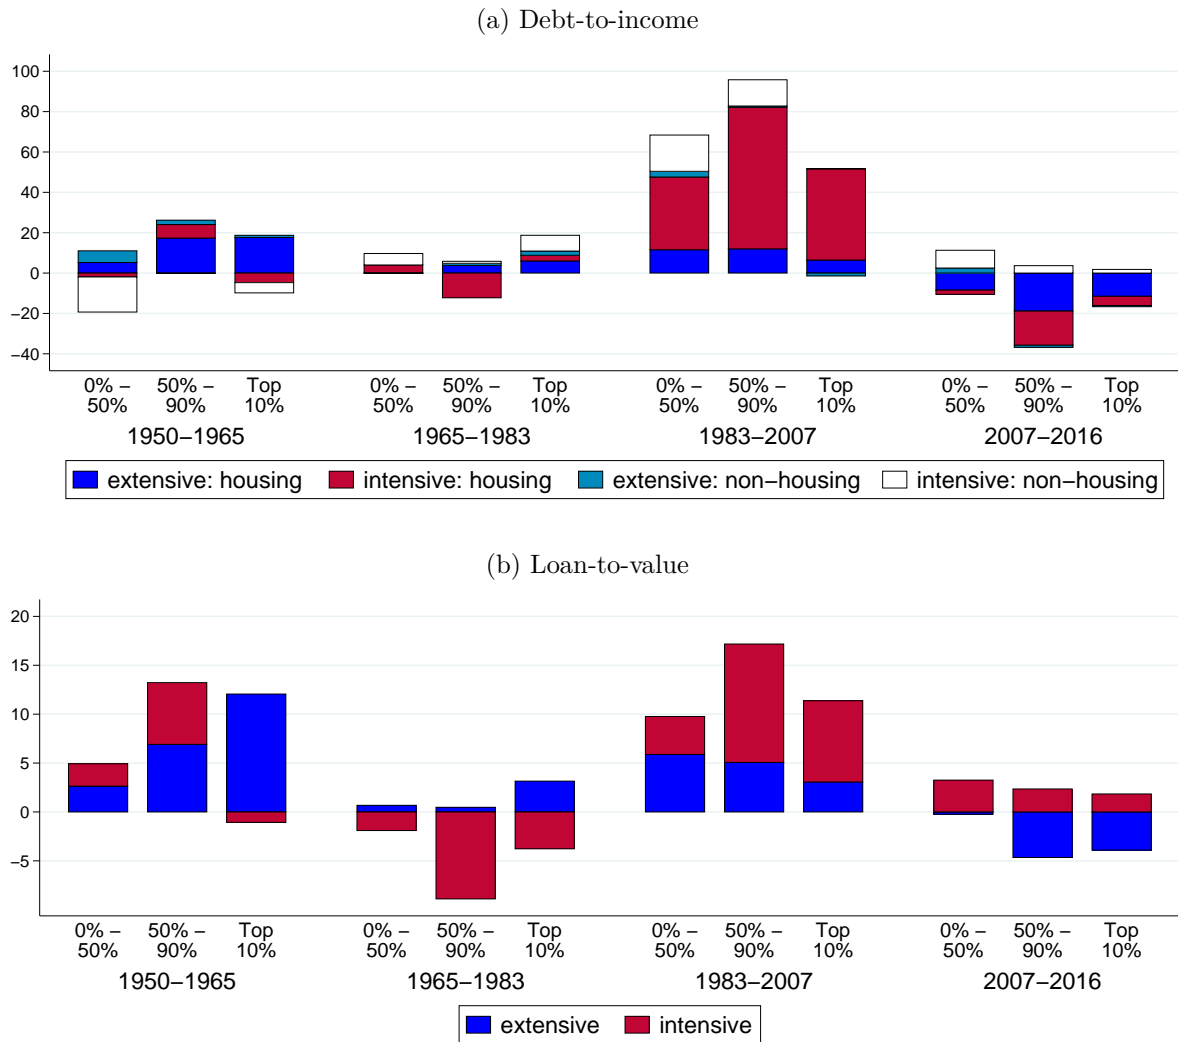 (a) Debt-to-income
100
80
60
40
20
0
−20
−40
0% − 50% 50% − 90% Top 10% 0% − 50% 50% − 90% Top 10% 0% − 50% 50% − 90% Top 10% 0% − 50% 50% − 90% Top 10%
1950−1965 1965−1983 1983−2007 2007−2016
extensive: housing intensive: housing extensive: non−housing intensive: non−housing
(b) Loan-to-value
20
15
10
5
0
−5
0% − 50% 50% − 90% Top 10% 0% − 50% 50% − 90% Top 10% 0% − 50% 50% − 90% Top 10% 0% − 50% 50% − 90% Top 10%
1950−1965 1965−1983 1983−2007 2007−2016
extensive intensive